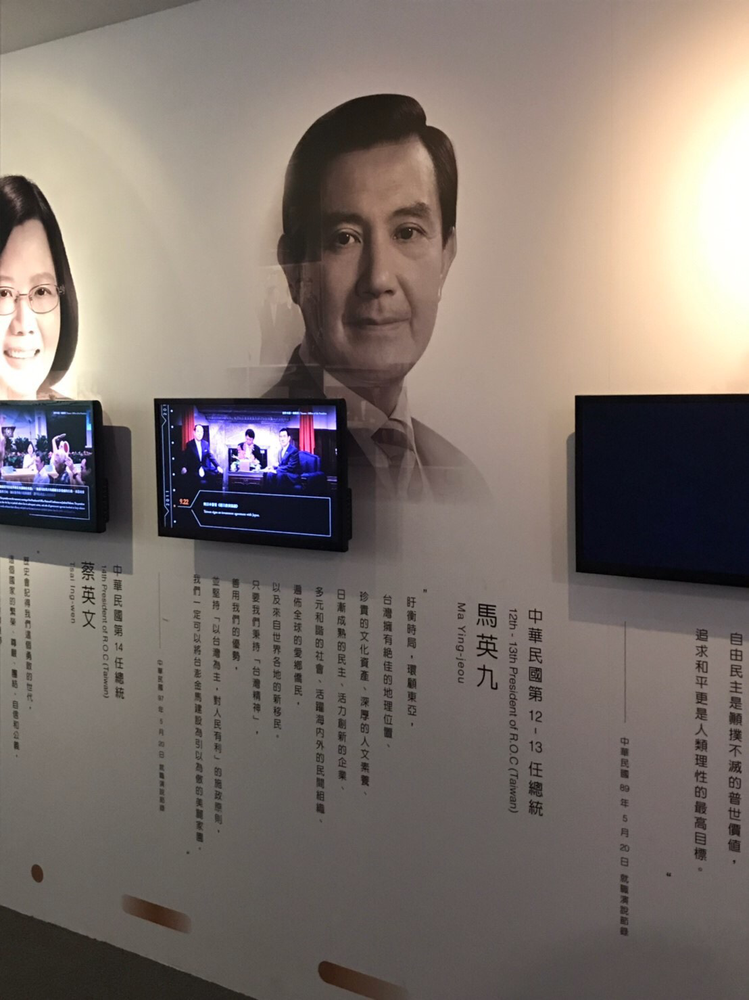 自由民主是顛撲不滅的普世價值，
追求和平更是人類理性的最高目標。
”
中華民國 89 年 5 月 20 日 就職演說節錄
中華民國第 12 - 13 任總統
12th - 13th President of R.O.C (Taiwan)
馬英九
Ma Ying-jeou
“
盱衡時局，環顧東亞，
台灣擁有絶佳的地理位置、
珍貴的文化資產、深厚的人文素養、
日漸成熟的民主、活力創新的企業、
多元和諧的社會、活躍海內外的民間組織、
遍佈全球的愛鄉僑民，
以及來自世界各地的新移民。
只要我們秉持「台灣精神」，
善用我們的優勢，
並堅持「以台灣為主，對人民有利」的施政原則，
我們一定可以將台澎金馬建設為引以為傲的美麗家園。
”
中華民國 97 年 5 月 20 日 就職演說節錄
2011
9.22
Taiwan signs an investment agreement with Japan.
中華民國第 14 任總統
14th President of R.O.C (Taiwan)
蔡英文
Tsai Ing-wen
“
歷史會記得我們這個勇敢的世代，
這個國家的繁榮、尊嚴、團結、自信和公義，